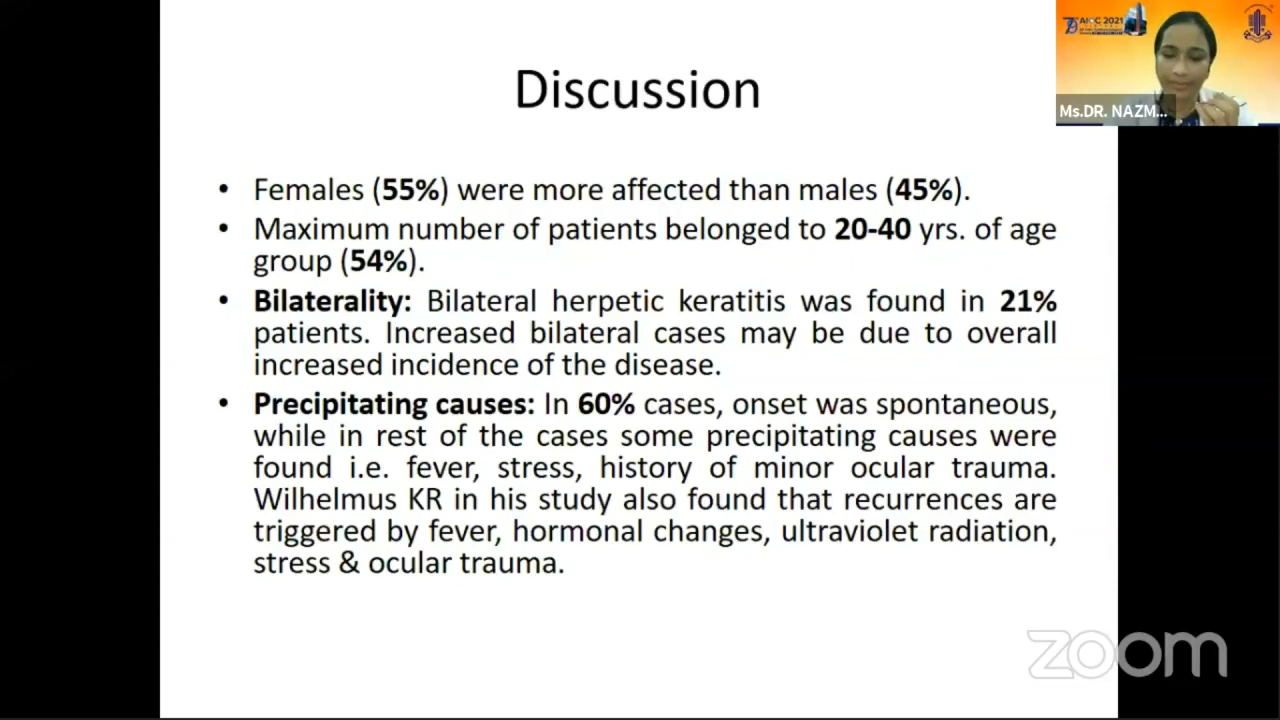 Discussion
• Females (55%) were more affected than males (45%).
• Maximum number of patients belonged to 20-40 yrs. of age
group (54%).
• Bilaterality: Bilateral herpetic keratitis was found in 21%
patients. Increased bilateral cases may be due to overall
increased incidence of the disease.
• Precipitating causes: In 60% cases, onset was spontaneous,
while in rest of the cases some precipitating causes were
found i.e. fever, stress, history of minor ocular trauma.
Wilhelmus KR in his study also found that recurrences are
triggered by fever, hormonal changes, ultraviolet radiation,
stress & ocular trauma.
AIOC 2021
Ms.DR. NAZM...
zoom